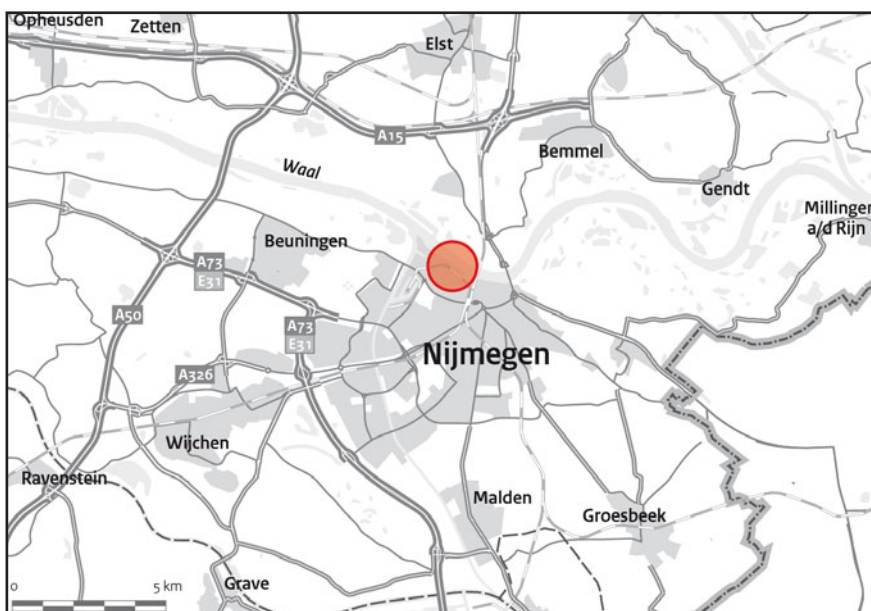 Opheusden
Zetten
Elst
A15
Waal
Bemmel
Gendt
Millingen
a/d Rijn
Beuningen
A73
E31
A50
A73
E31
Nijmegen
A326
Wijchen
Ravenstein
Malden
Groesbeek
0 5 km
Grave